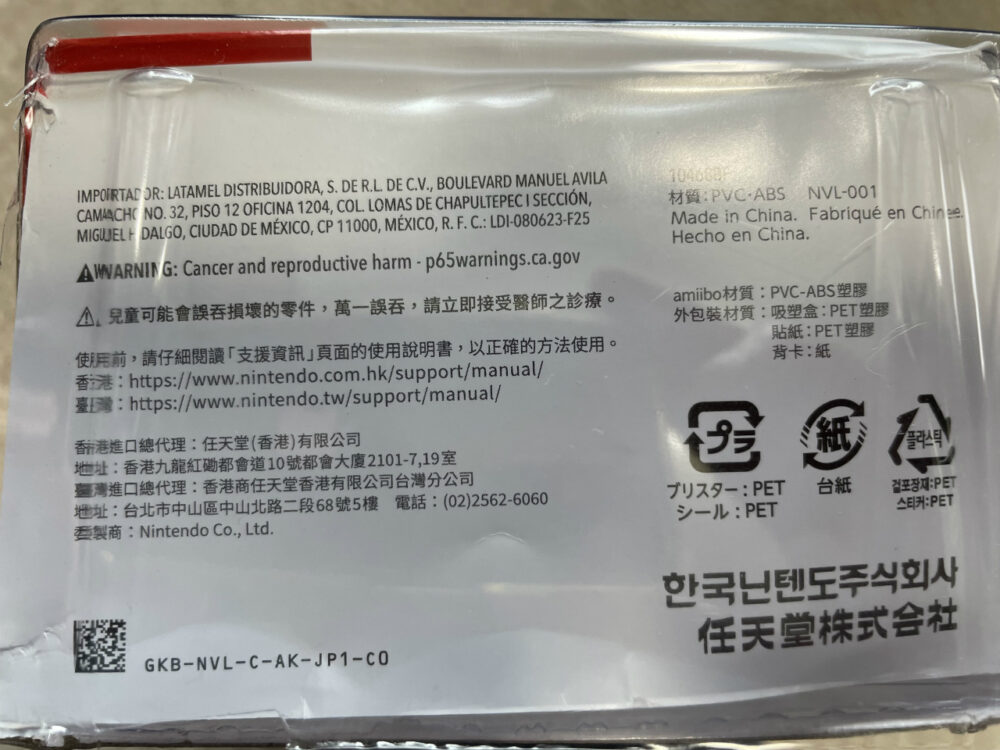 IMPORTADOR: LATAMEL DISTRIBUIDORA, S. DE R.L. DE C.V., BOULEVARD MANUEL AVILA
CAMACHO NO. 32, PISO 12 OFICINA 1204, COL. LOMAS DE CHAPULTEPEC I SECCIÓN,
MIGUEL HIDALGO, CIUDAD DE MÉXICO, CP 11000, MÉXICO, R. F. C.: LDI-080623-F25
⚠WARNING: Cancer and reproductive harm - p65warnings.ca.gov
⚠ 兒童可能會誤吞損壞的零件，萬一誤吞，請立即接受醫師之診療。
使用前，請仔細閱讀「支援資訊」頁面的使用說明書，以正確的方法使用。
香港：https://www.nintendo.com.hk/support/manual/
臺灣：https://www.nintendo.tw/support/manual/
香港進口總代理：任天堂(香港)有限公司
地址：香港九龍紅磡都會道10號都會大廈2101-7,19室
臺灣進口總代理：香港商任天堂香港有限公司台灣分公司
地址：台北市中山區中山北路二段68號5樓 電話：(02)2562-6060
委製商：Nintendo Co., Ltd.
GKB-NVL-C-AK-JP1-C0
材質：PVC・ABS NVL-001
Made in China. Fabriqué en Chine.
Hecho en China.
amiibo材質：PVC-ABS塑膠
外包裝材質：吸塑盒：PET塑膠
貼紙：PET塑膠
背卡：紙
プラ 紙 플라스틱
ブリスター：PET 台紙 겉포장재:PET
シール：PET 스티커:PET
한국닌텐도주식회사
任天堂株式会社